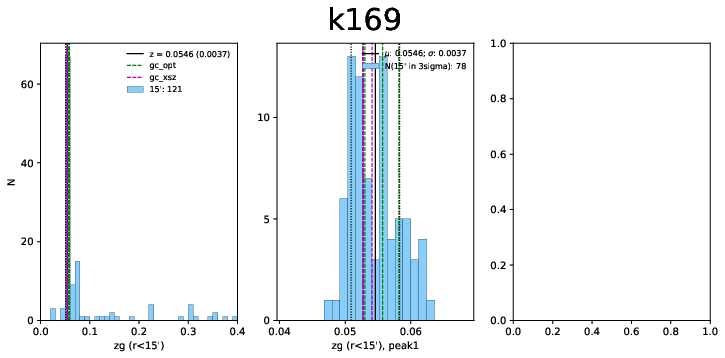 k169
z = 0.0546 (0.0037)
gc_opt
gc_xsz
15': 121
N
0
20
40
60
0.0 0.1 0.2 0.3 0.4
zg (r<15')
μ: 0.0546; σ: 0.0037
N(15' in 3sigma): 78
0
5
10
0.04 0.05 0.06
zg (r<15'), peak1
0.0
0.2
0.4
0.6
0.8
1.0
0.0 0.2 0.4 0.6 0.8 1.0